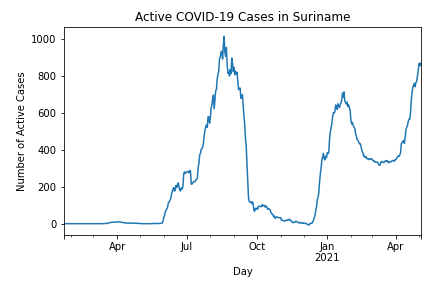 Active COVID-19 Cases in Suriname
Number of Active Cases
1000
800
600
400
200
0
Apr
Jul
Oct
Jan
2021
Apr
Day